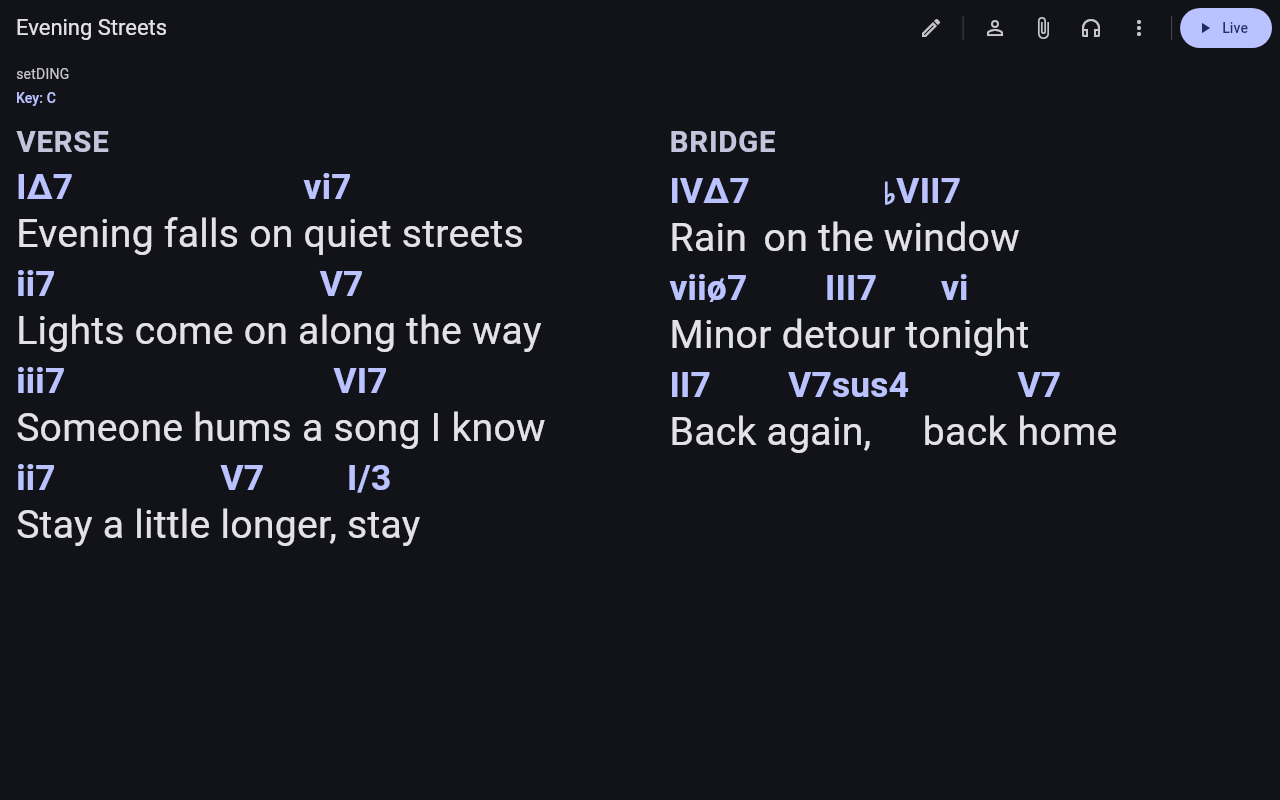 Evening Streets
Live
setDING
Key: C
VERSE
IΔ7 vi7
Evening falls on quiet streets
ii7 V7
Lights come on along the way
iii7 VI7
Someone hums a song I know
ii7 V7 I/3
Stay a little longer, stay
BRIDGE
IVΔ7 ♭VII7
Rain on the window
viiø7 III7 vi
Minor detour tonight
II7 V7sus4 V7
Back again, back home